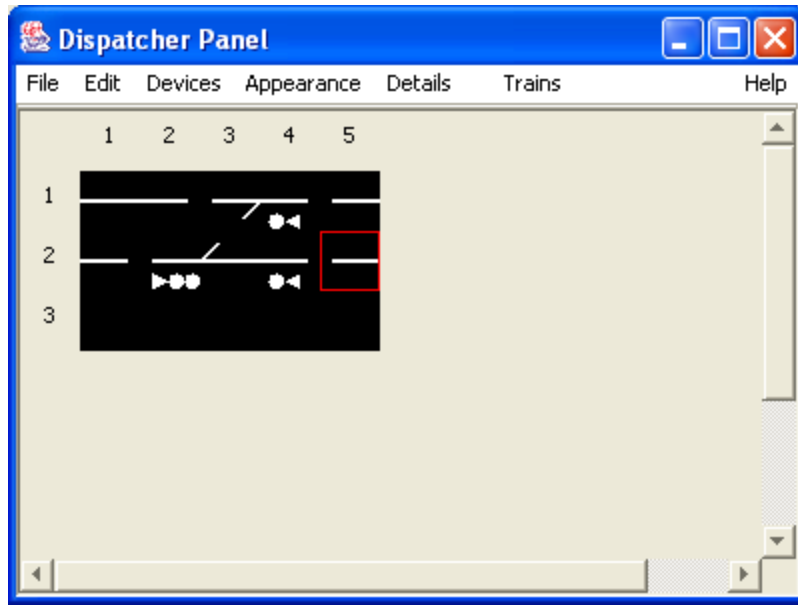 Dispatcher Panel
File Edit Devices Appearance Details Trains Help
1 2 3 4 5
1
2
3